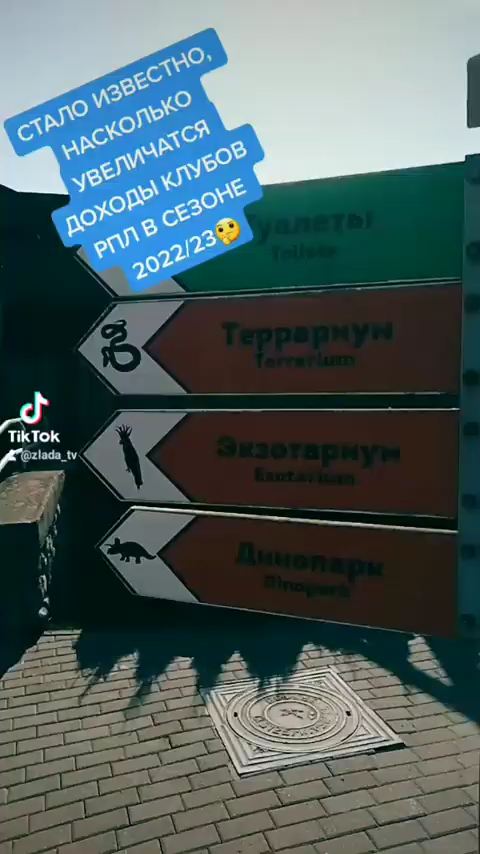 СТАЛО ИЗВЕСТНО,
НАСКОЛЬКО
УВЕЛИЧАТСЯ
ДОХОДЫ КЛУБОВ
РПЛ В СЕЗОНЕ
2022/23🤔
Туалеты
Toilets
Террариум
Terrarium
Экзотариум
Exotarium
Динопарк
Dinopark
TikTok
@zlada_tv